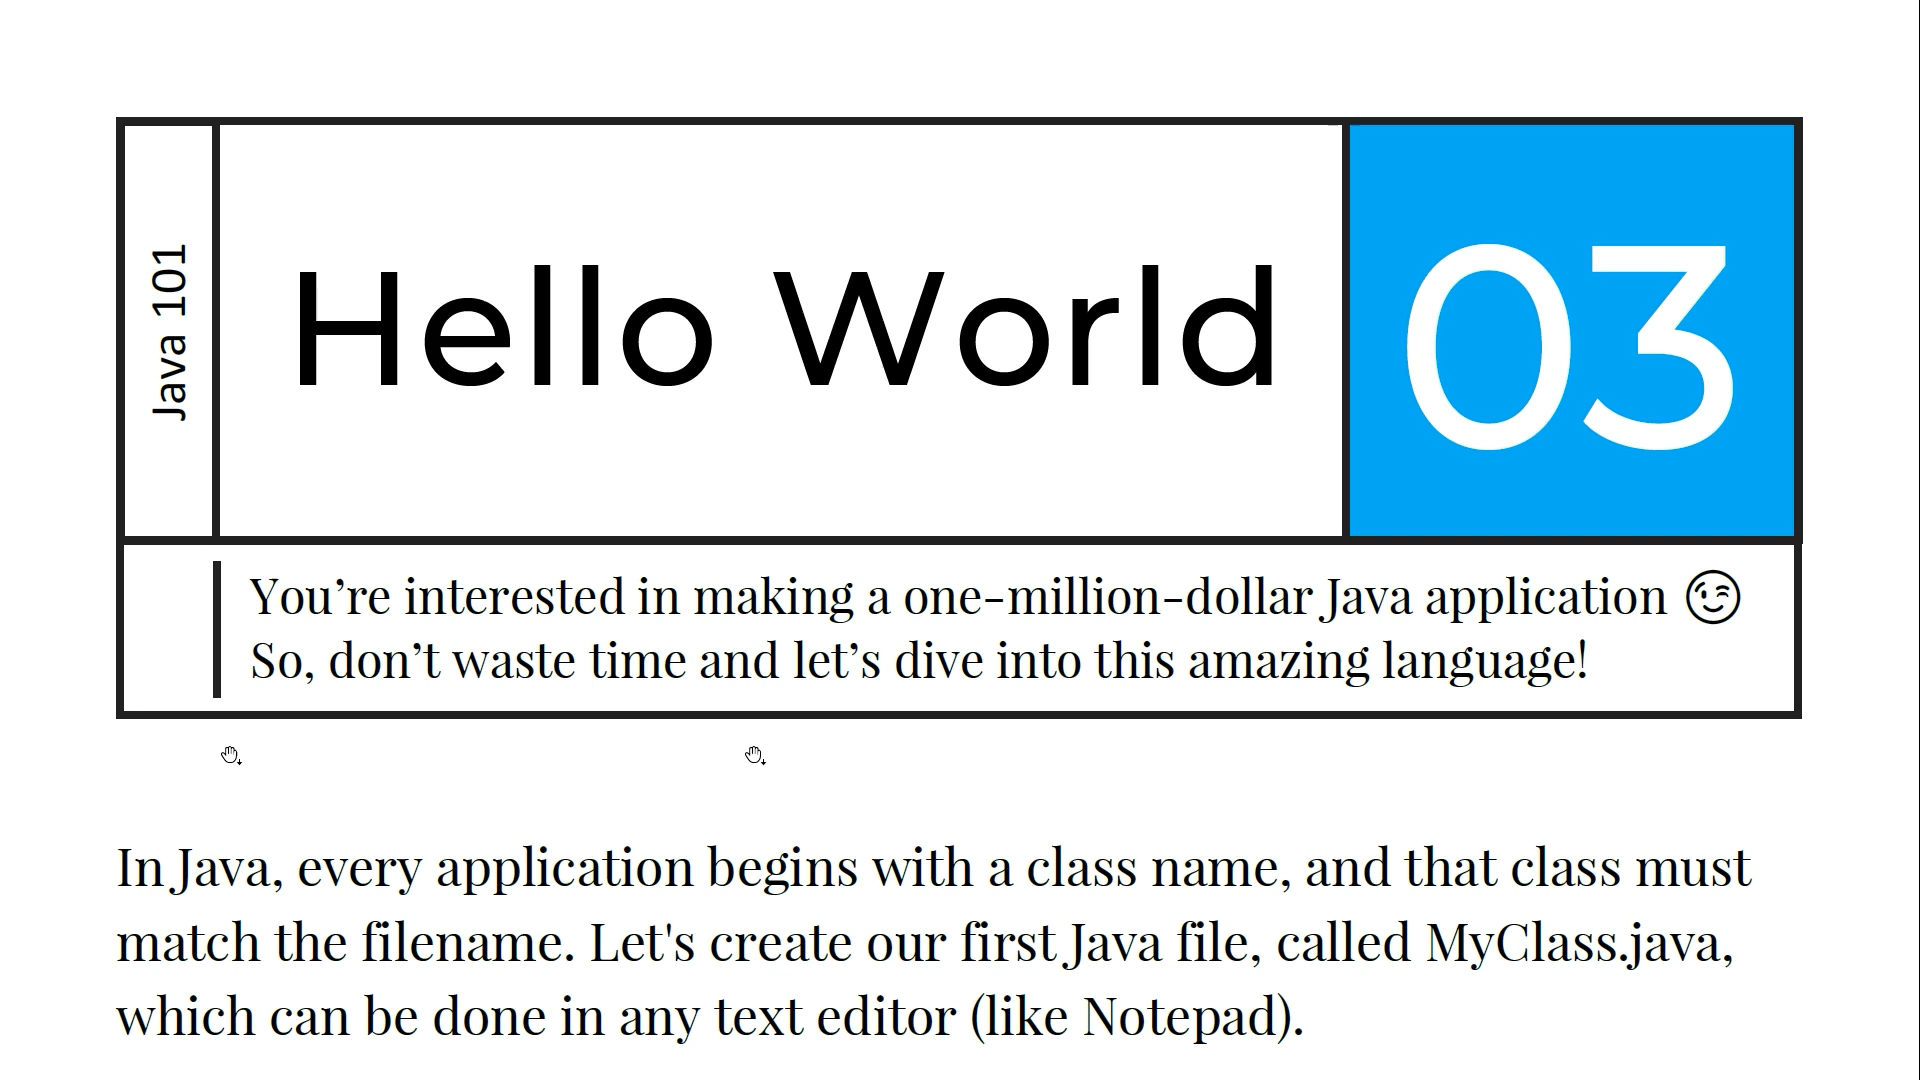 Java 101
Hello World
03
You’re interested in making a one-million-dollar Java application 😉
So, don’t waste time and let’s dive into this amazing language!
In Java, every application begins with a class name, and that class must
match the filename. Let's create our first Java file, called MyClass.java,
which can be done in any text editor (like Notepad).